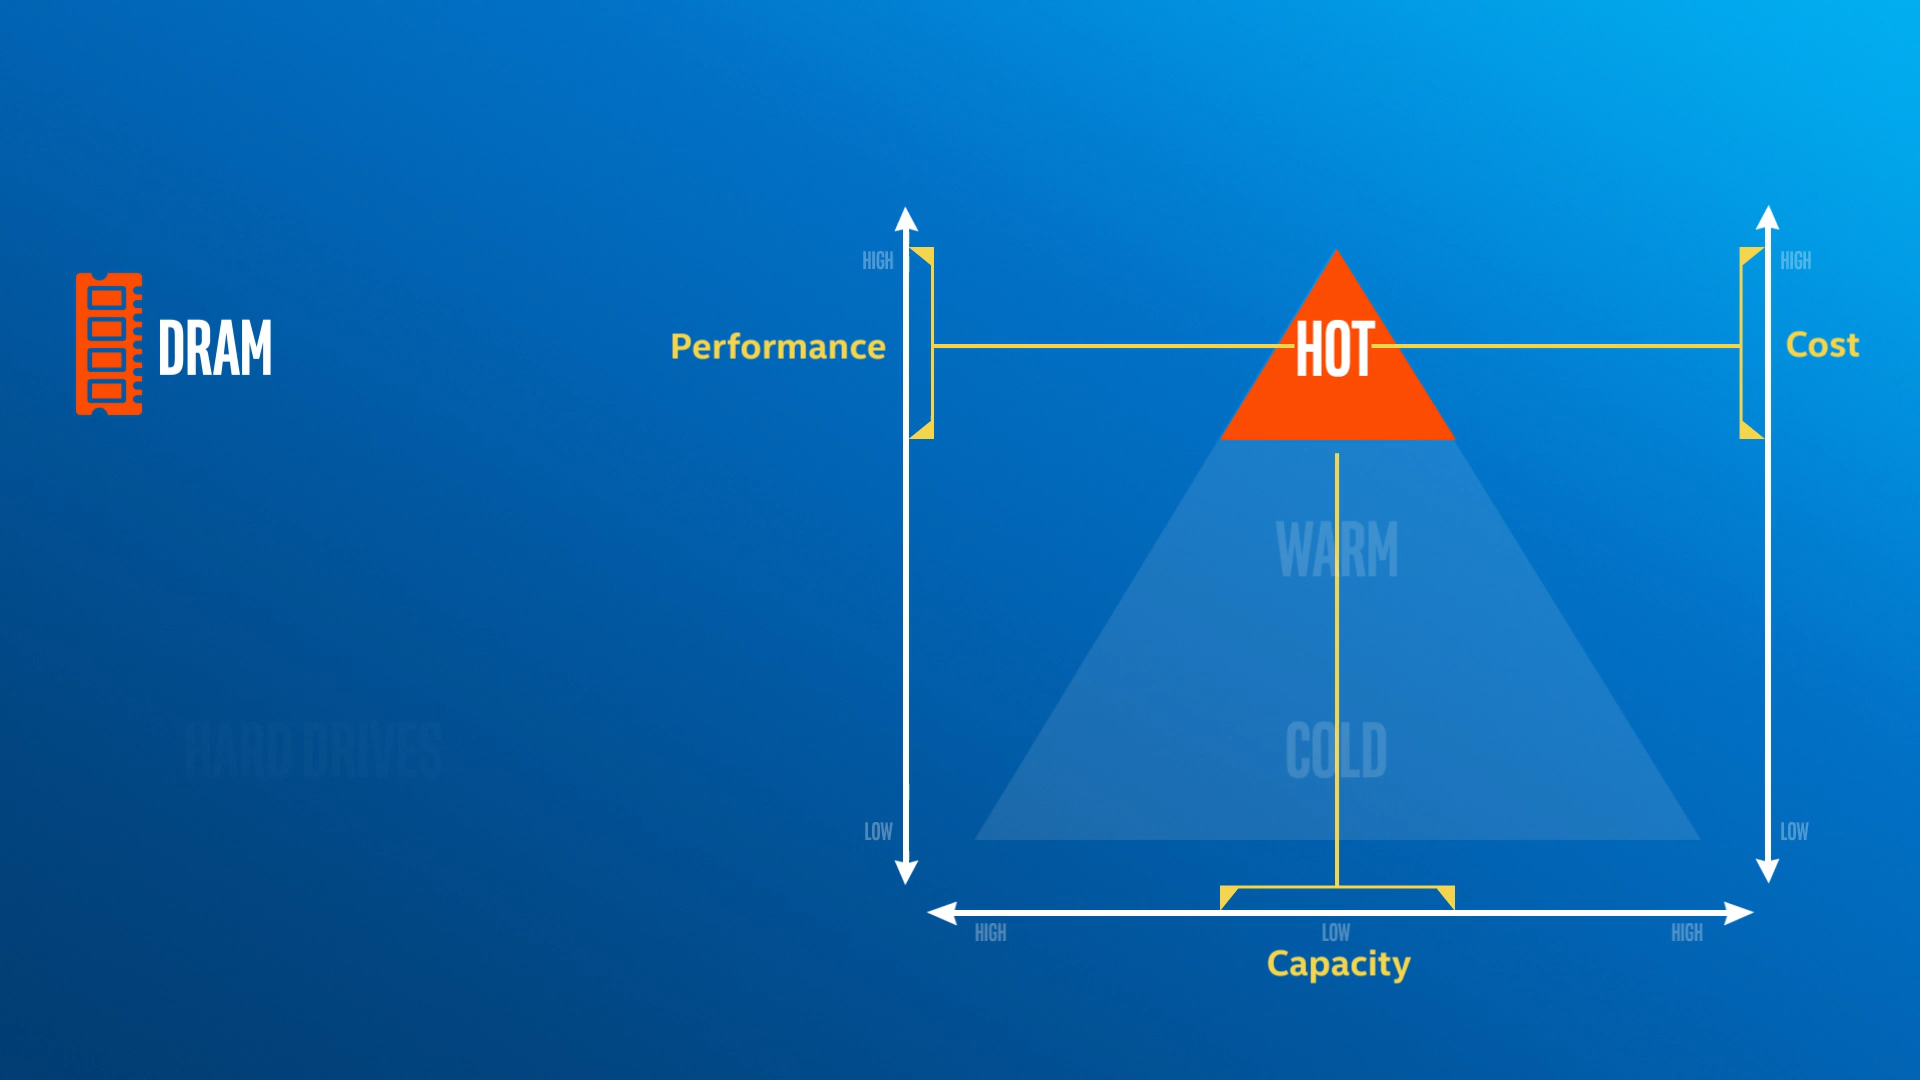 DRAM
HARD DRIVES
HIGH
Performance
LOW
HOT
WARM
COLD
HIGH
Cost
LOW
HIGH
LOW
HIGH
Capacity